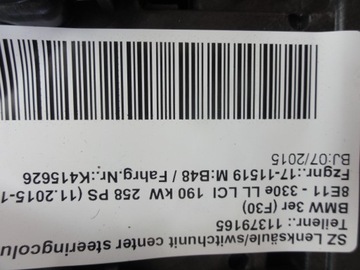 SZ Lenksäule/switchunit center steeringcolu
Teilenr.: 11379165
BMW 3er (F30)
8E11 - 330e LL LCI 190 kW 258 PS (11.2015-1
Fzgnr.:17-11519 M:B48 / Fahrg.Nr.:K415626
BJ:07/2015